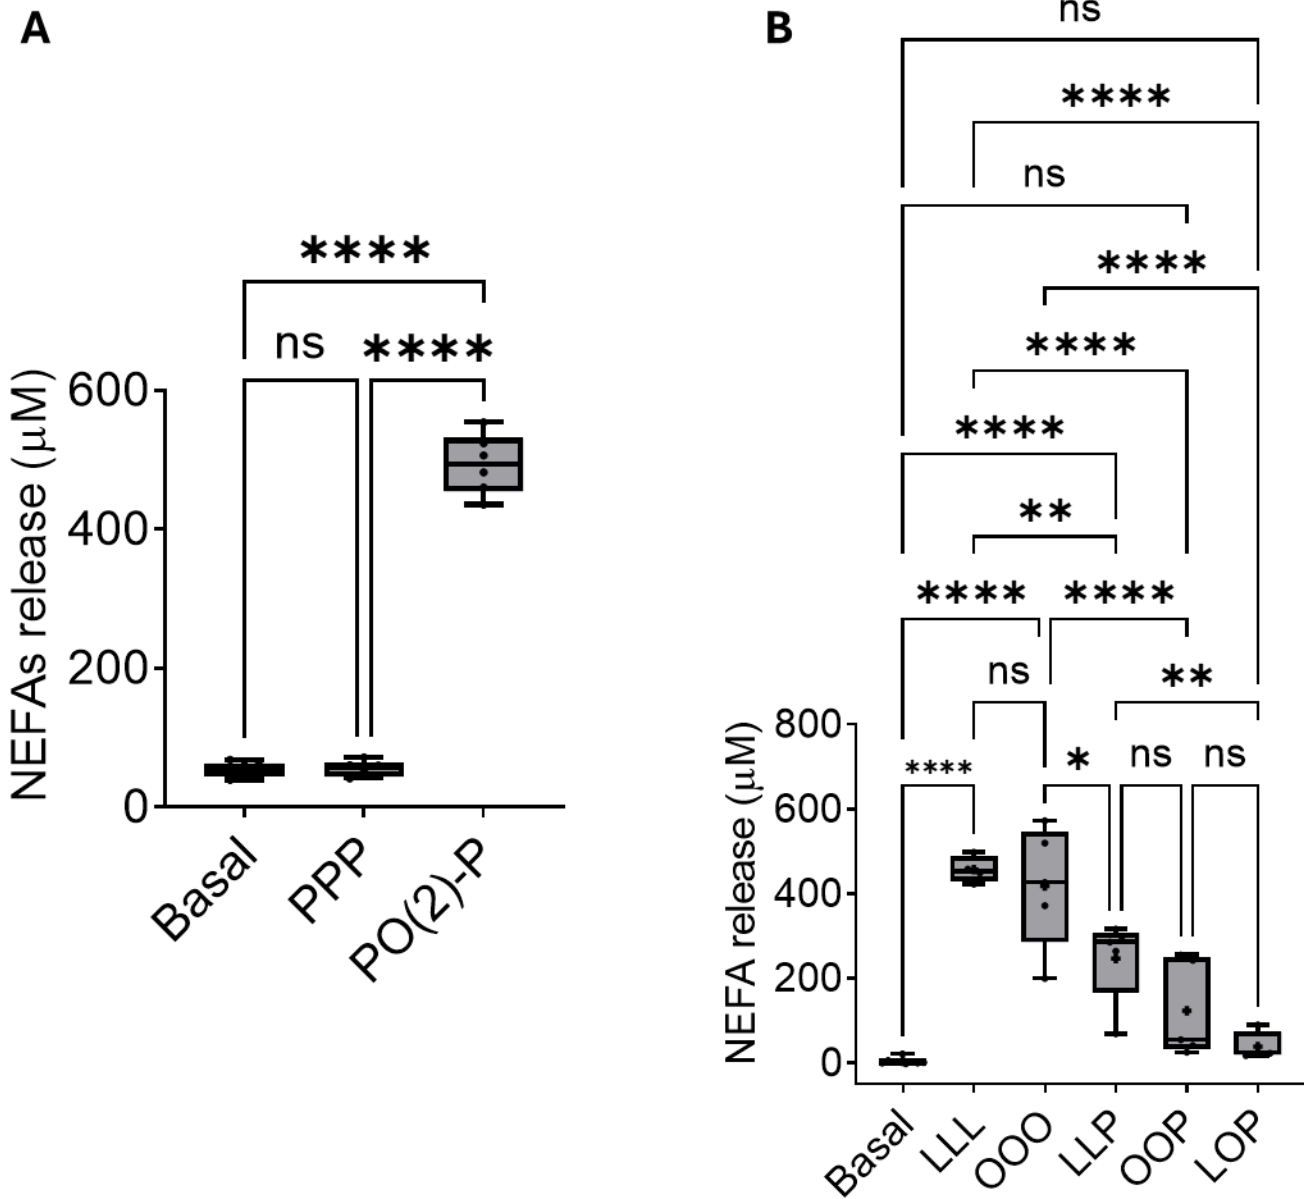 A
****
ns ****
NEFAs release (μM)
600
400
200
0
Basal
PPP
PO(2)-P
B
ns
****
ns
****
****
****
**
**** ****
ns **
**** * ns ns
NEFA release (μM)
800
600
400
200
0
Basal
LLL
OOO
LLP
OOP
LOP